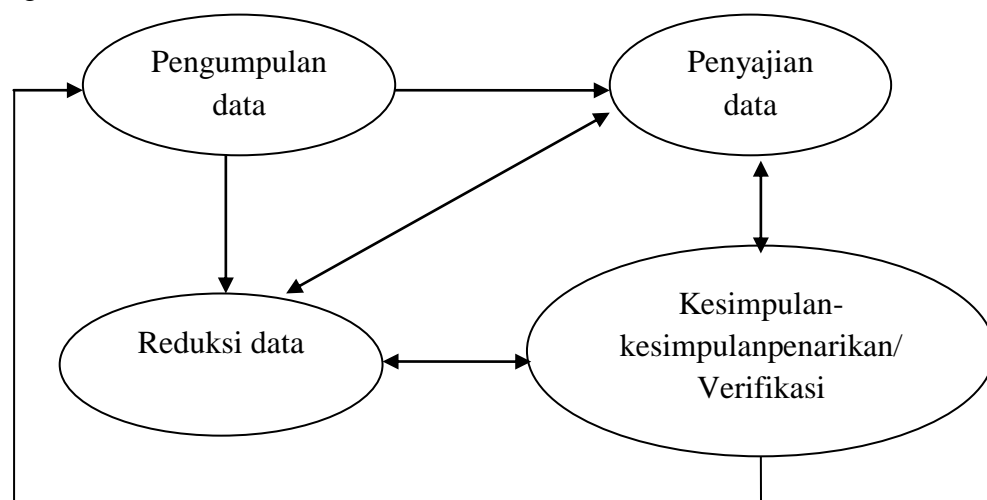 Pengumpulan
data
Penyajian
data
Reduksi data
Kesimpulan-
kesimpulanpenarikan/
Verifikasi